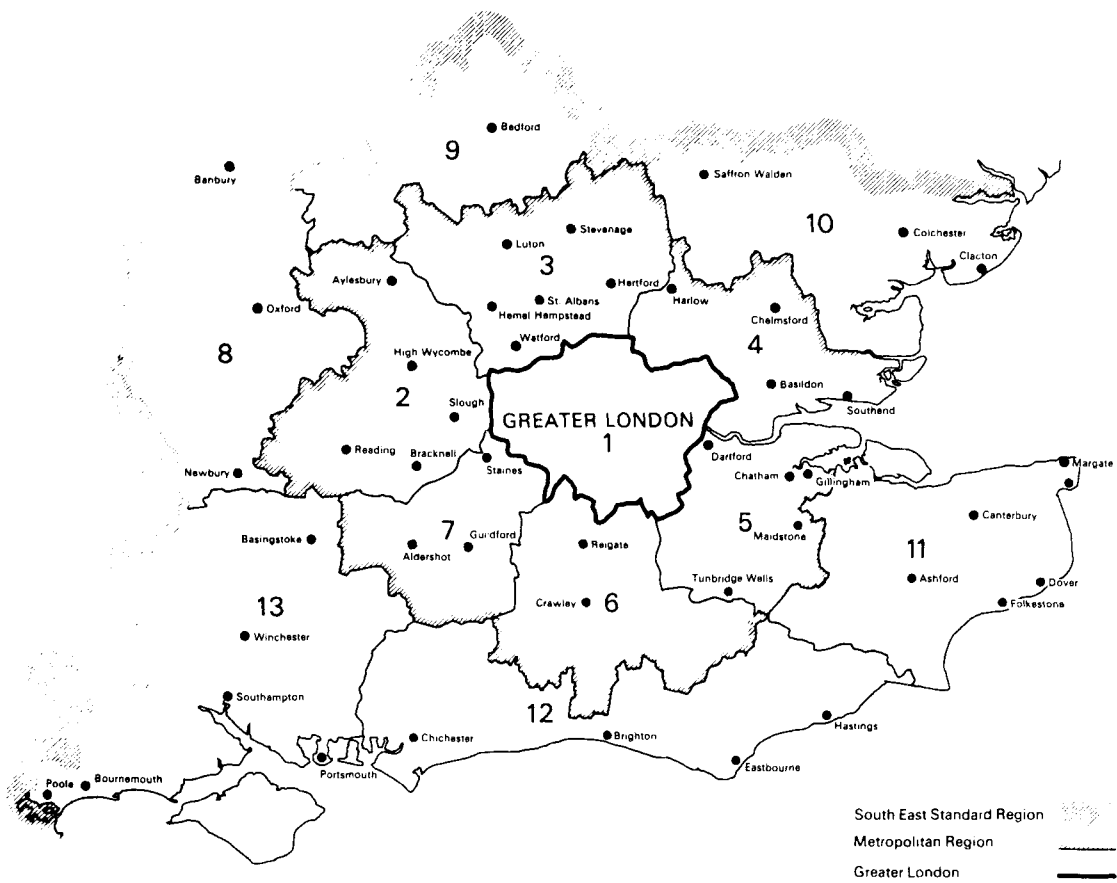 Bedford
9
Banbury
Saffron Walden
10
Stevenage
Luton
Colchester
3
Clacton
Aylesbury
Hertford
Harlow
St. Albans
Hemel Hempstead
Oxford
Chelmsford
Watford
4
8
High Wycombe
Basildon
2
Slough
Southend
GREATER LONDON
1
Reading
Bracknell
Staines
Dartford
Newbury
Chatham
Gillingham
Margate
Canterbury
5
Maidstone
7
Guildford
Basingstoke
Aldershot
Reigate
11
Ashford
Dover
Tunbridge Wells
Crawley
6
Folkestone
13
Winchester
Southampton
12
Hastings
Chichester
Brighton
Eastbourne
Portsmouth
Poole
Bournemouth
South East Standard Region
Metropolitan Region
Greater London